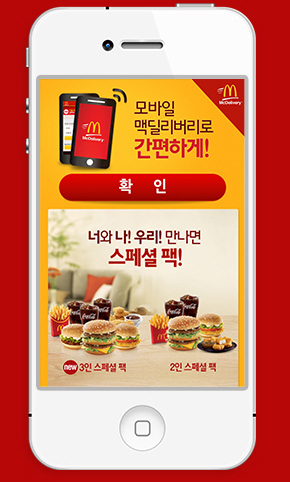 모바일
맥딜리버리로
간편하게!
McDelivery
확 인
너와 나! 우리! 만나면
스페셜 팩!
new 3인 스페셜 팩
2인 스페셜 팩